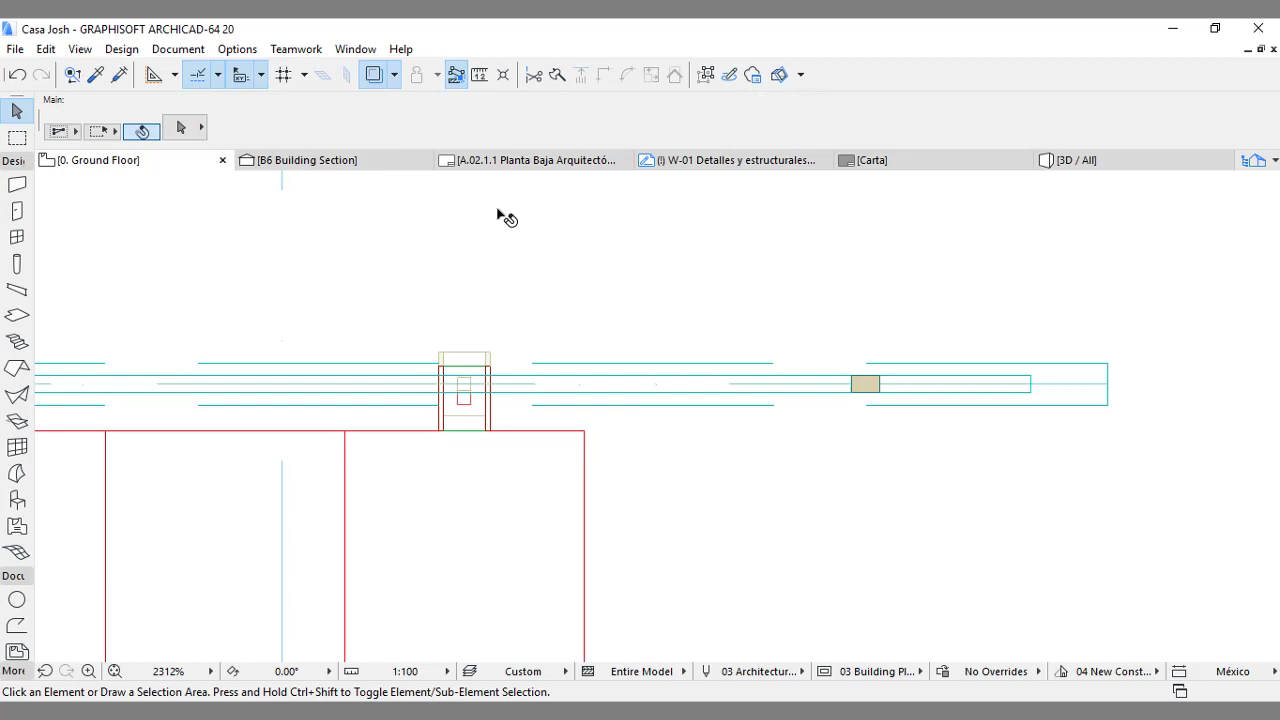 Casa Josh - GRAPHISOFT ARCHICAD-64 20
File Edit View Design Document Options Teamwork Window Help
Main:
[0. Ground Floor] [B6 Building Section] [A.02.1.1 Planta Baja Arquitectó... (!) W-01 Detalles y estructurales... [Carta] [3D / All]
Desi
Docu
More
2312% 0.00° 1:100 Custom Entire Model 03 Architectur... 03 Building Pl... No Overrides 04 New Const... México
Click an Element or Draw a Selection Area. Press and Hold Ctrl+Shift to Toggle Element/Sub-Element Selection.